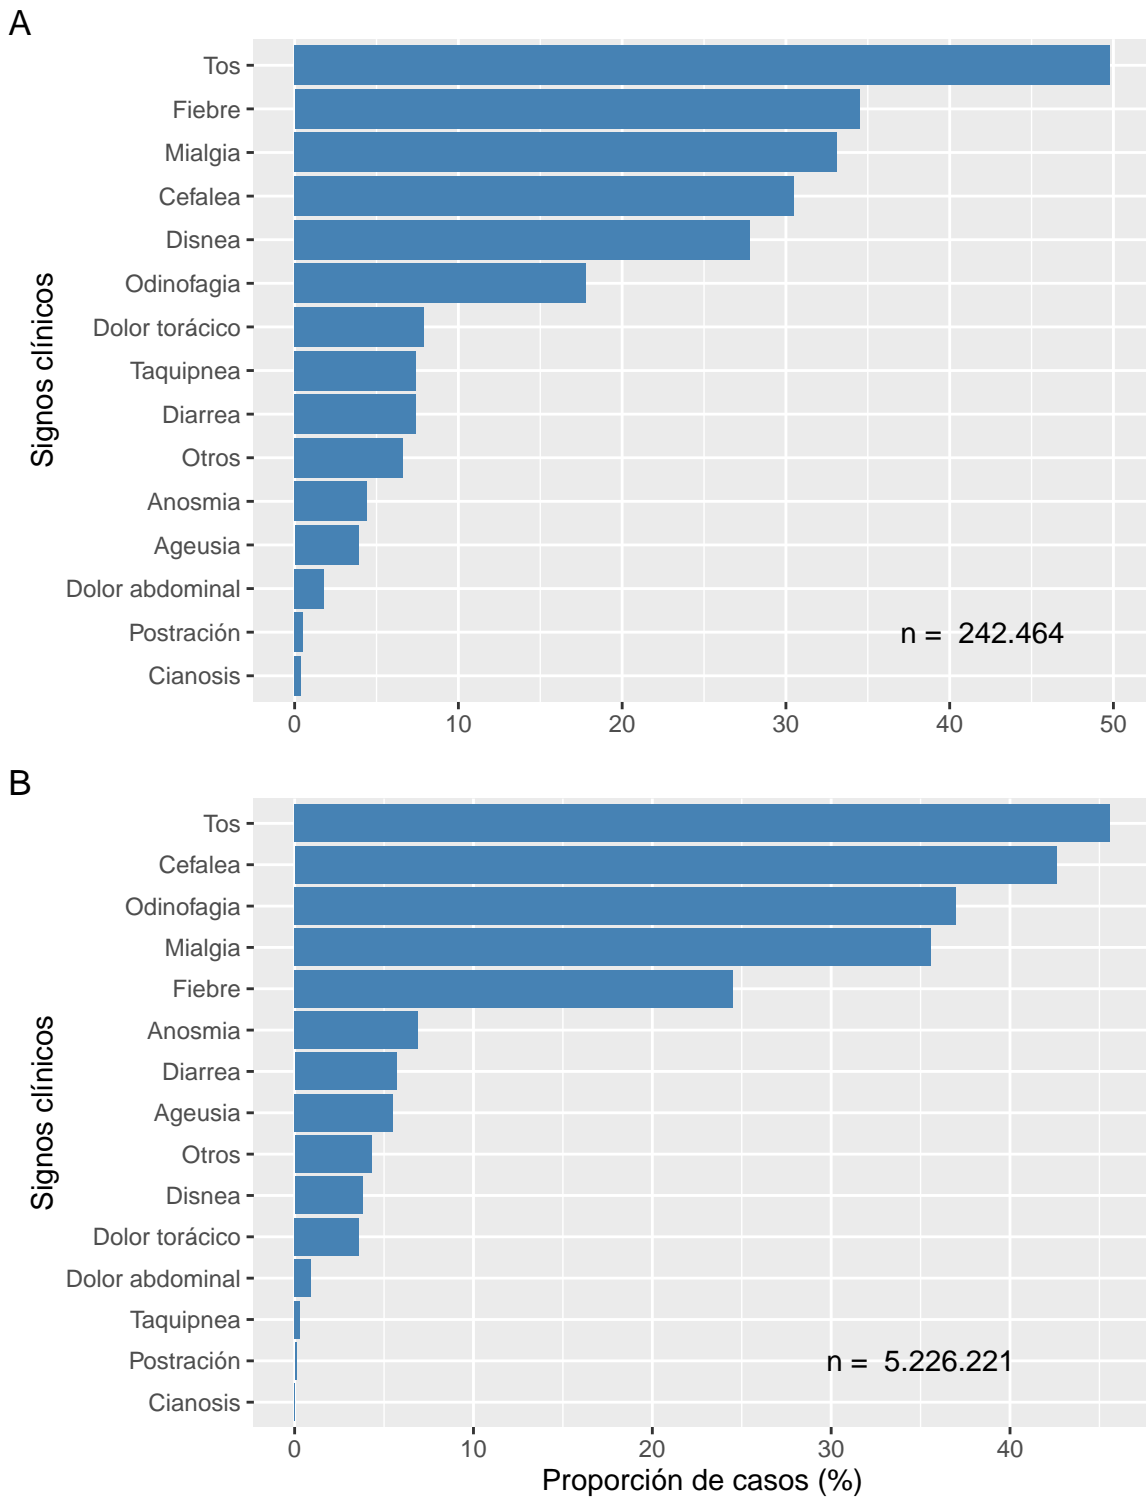 A
Signos clínicos
Tos
Fiebre
Mialgia
Cefalea
Disnea
Odinofagia
Dolor torácico
Taquipnea
Diarrea
Otros
Anosmia
Ageusia
Dolor abdominal
Postración
Cianosis
n = 242.464
0 10 20 30 40 50
B
Signos clínicos
Tos
Cefalea
Odinofagia
Mialgia
Fiebre
Anosmia
Diarrea
Ageusia
Otros
Disnea
Dolor torácico
Dolor abdominal
Taquipnea
Postración
Cianosis
n = 5.226.221
0 10 20 30 40
Proporción de casos (%)